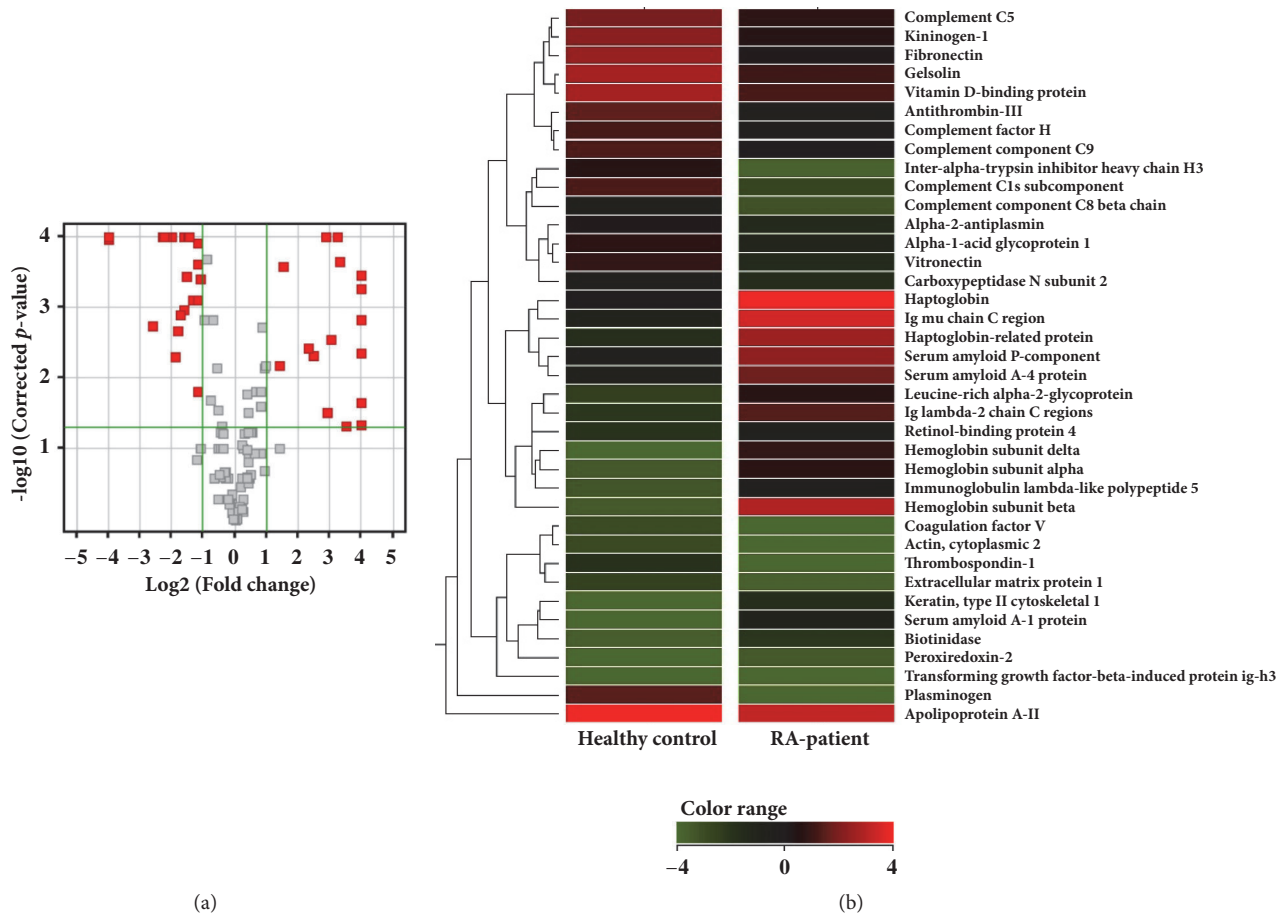 4
3
2
1
-log10 (Corrected p-value)
−5 −4 −3 −2 −1 0 1 2 3 4 5
Log2 (Fold change)
(a)
Complement C5
Kininogen-1
Fibronectin
Gelsolin
Vitamin D-binding protein
Antithrombin-III
Complement factor H
Complement component C9
Inter-alpha-trypsin inhibitor heavy chain H3
Complement C1s subcomponent
Complement component C8 beta chain
Alpha-2-antiplasmin
Alpha-1-acid glycoprotein 1
Vitronectin
Carboxypeptidase N subunit 2
Haptoglobin
Ig mu chain C region
Haptoglobin-related protein
Serum amyloid P-component
Serum amyloid A-4 protein
Leucine-rich alpha-2-glycoprotein
Ig lambda-2 chain C regions
Retinol-binding protein 4
Hemoglobin subunit delta
Hemoglobin subunit alpha
Immunoglobulin lambda-like polypeptide 5
Hemoglobin subunit beta
Coagulation factor V
Actin, cytoplasmic 2
Thrombospondin-1
Extracellular matrix protein 1
Keratin, type II cytoskeletal 1
Serum amyloid A-1 protein
Biotinidase
Peroxiredoxin-2
Transforming growth factor-beta-induced protein ig-h3
Plasminogen
Apolipoprotein A-II
Healthy control RA-patient
Color range
−4 0 4
(b)